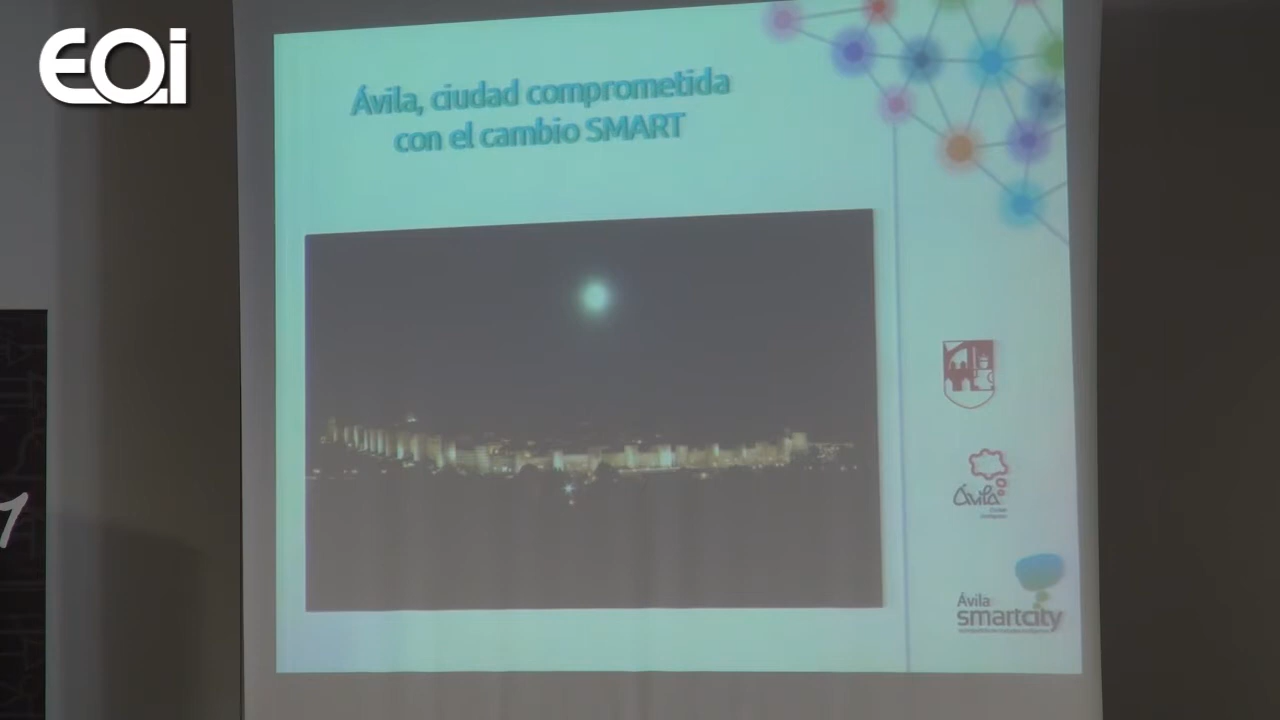 EOi
Ávila, ciudad comprometida
con el cambio SMART
Ávila
Ávila
smartcity